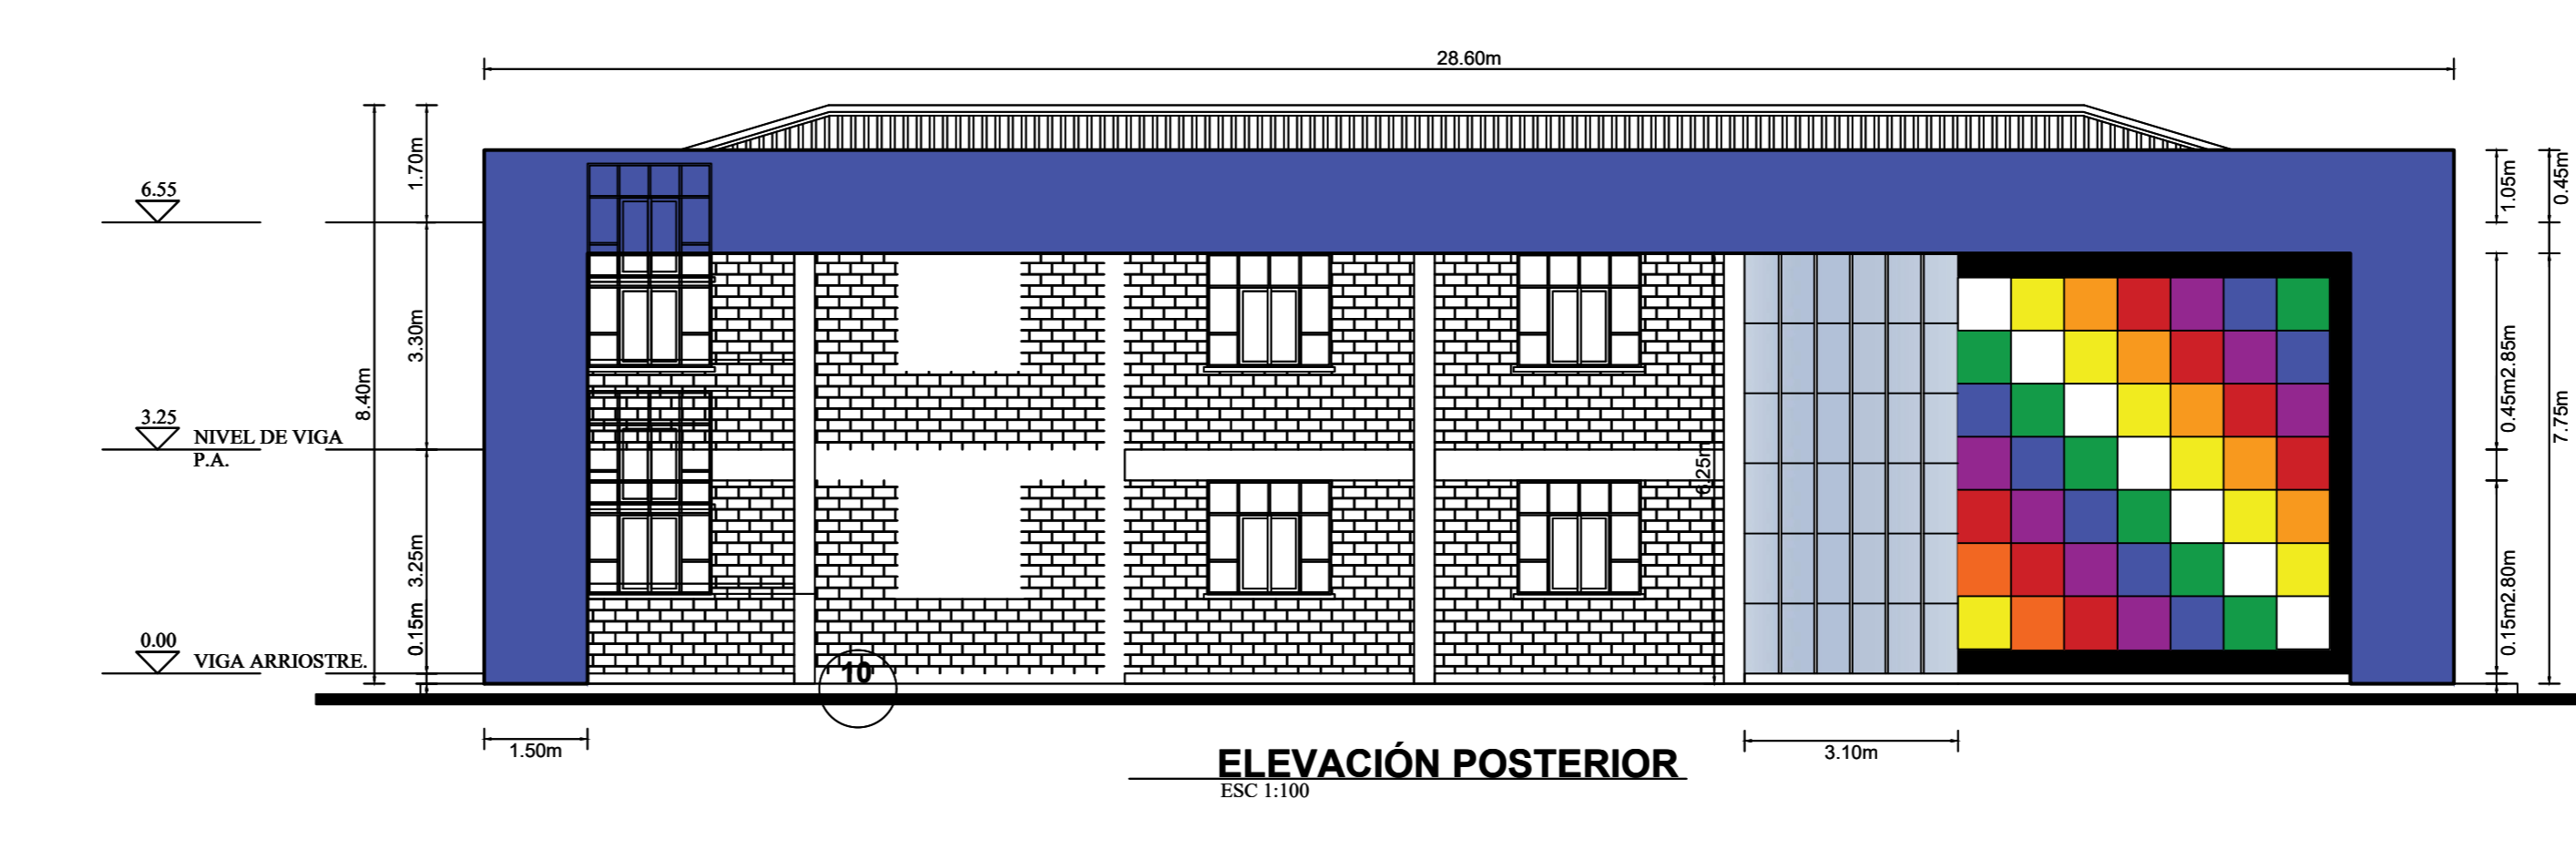 28.60m
1.70m
1.05m
0.45m
6.55
3.30m
8.40m
0.45m2.85m
7.75m
3.25
NIVEL DE VIGA
P.A.
6.25m
3.25m
0.15m
0.15m2.80m
0.00
VIGA ARRIOSTRE.
10
1.50m
3.10m
ELEVACIÓN POSTERIOR
ESC 1:100